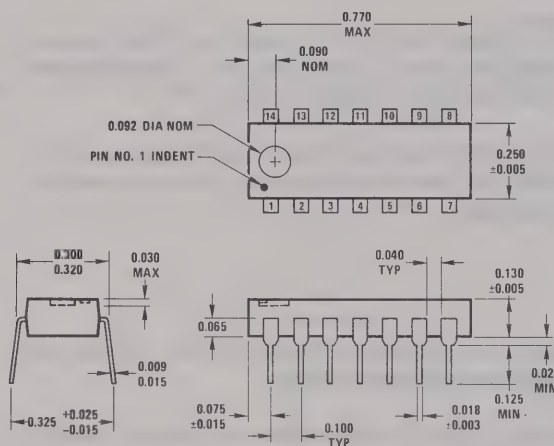 0.770
MAX
0.090
NOM
14 13 12 11 10 9 8
0.092 DIA NOM
PIN NO. 1 INDENT
0.250
±0.005
1 2 3 4 5 6 7
0.320
0.030
MAX
0.040
TYP
0.130
±0.005
0.065
0.009
0.015
0.02
MIN
0.125
MIN
0.075
±0.015
0.018
±0.003
0.325 +0.025
−0.015
0.100
TYP